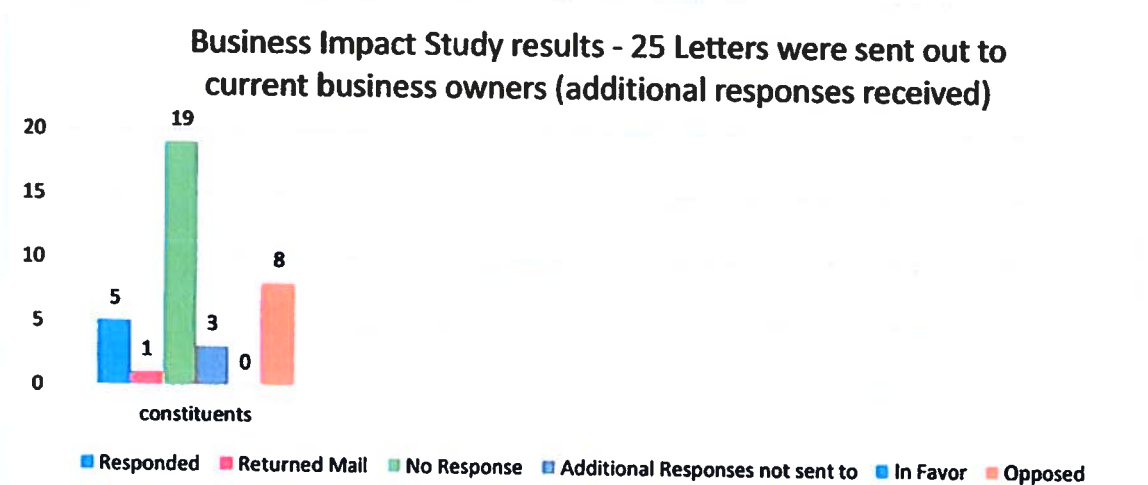 Business Impact Study results - 25 Letters were sent out to
current business owners (additional responses received)
20
15
10
5
0
5
1
19
3
0
8
constituents
Responded
Returned Mail
No Response
Additional Responses not sent to
In Favor
Opposed